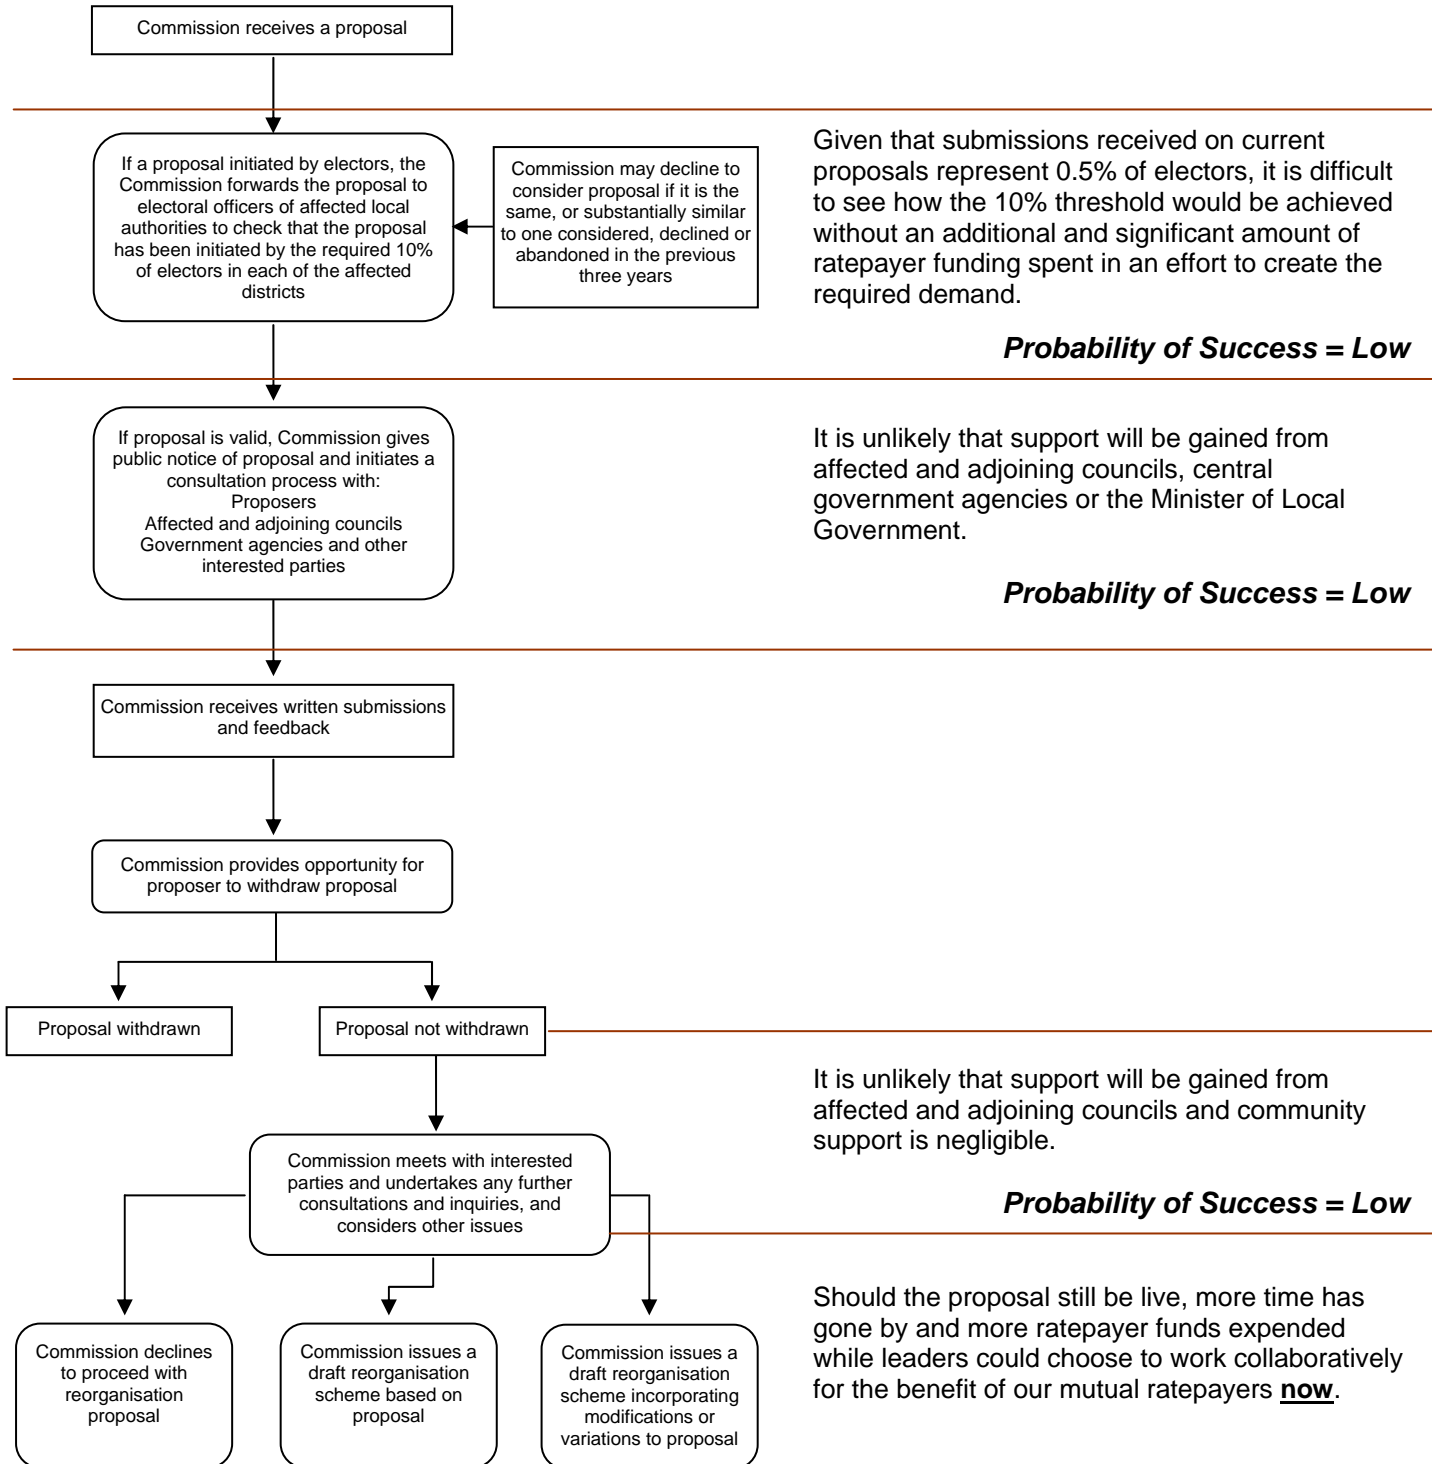 Commission receives a proposal
If a proposal initiated by electors, the
Commission forwards the proposal to
electoral officers of affected local
authorities to check that the proposal
has been initiated by the required 10%
of electors in each of the affected
districts
Commission may decline to
consider proposal if it is the
same, or substantially similar
to one considered, declined or
abandoned in the previous
three years
Given that submissions received on current
proposals represent 0.5% of electors, it is difficult
to see how the 10% threshold would be achieved
without an additional and significant amount of
ratepayer funding spent in an effort to create the
required demand.
Probability of Success = Low
If proposal is valid, Commission gives
public notice of proposal and initiates a
consultation process with:
Proposers
Affected and adjoining councils
Government agencies and other
interested parties
It is unlikely that support will be gained from
affected and adjoining councils, central
government agencies or the Minister of Local
Government.
Probability of Success = Low
Commission receives written submissions
and feedback
Commission provides opportunity for
proposer to withdraw proposal
Proposal withdrawn
Proposal not withdrawn
It is unlikely that support will be gained from
affected and adjoining councils and community
support is negligible.
Probability of Success = Low
Commission meets with interested
parties and undertakes any further
consultations and inquiries, and
considers other issues
Should the proposal still be live, more time has
gone by and more ratepayer funds expended
while leaders could choose to work collaboratively
for the benefit of our mutual ratepayers now.
Commission declines
to proceed with
reorganisation
proposal
Commission issues a
draft reorganisation
scheme based on
proposal
Commission issues a
draft reorganisation
scheme incorporating
modifications or
variations to proposal